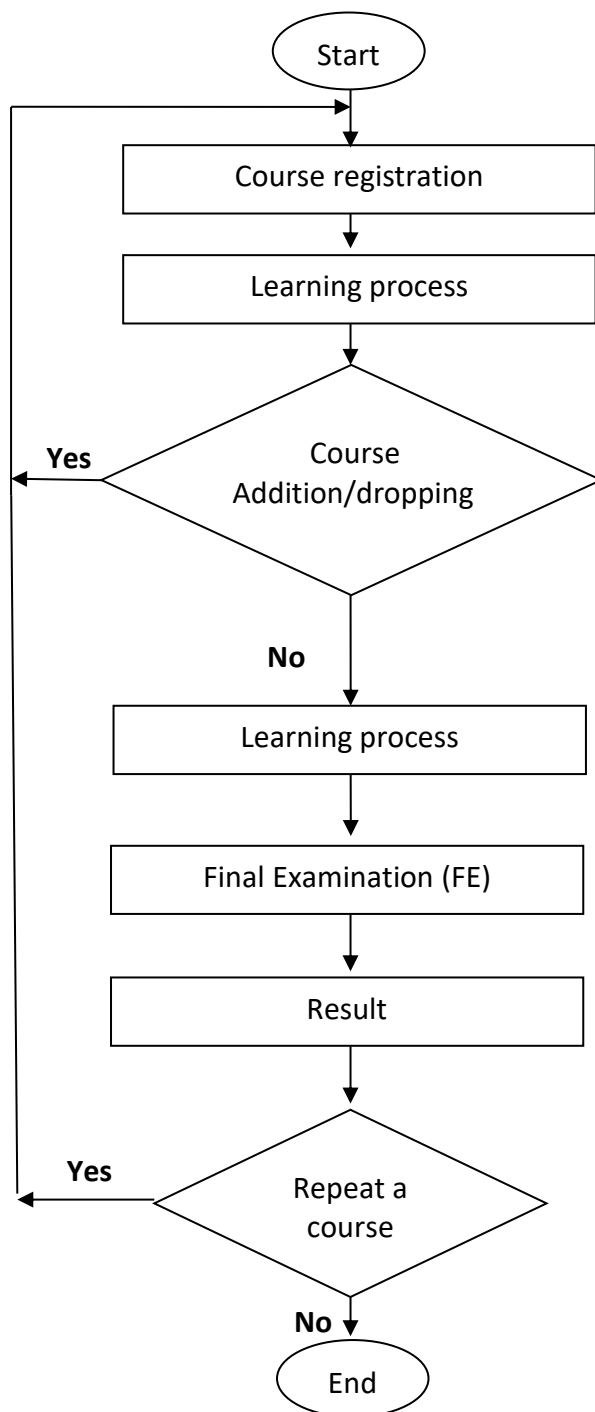 Start
Course registration
Learning process
Course
Addition/dropping
Yes
No
Learning process
Final Examination (FE)
Result
Repeat a
course
Yes
No
End